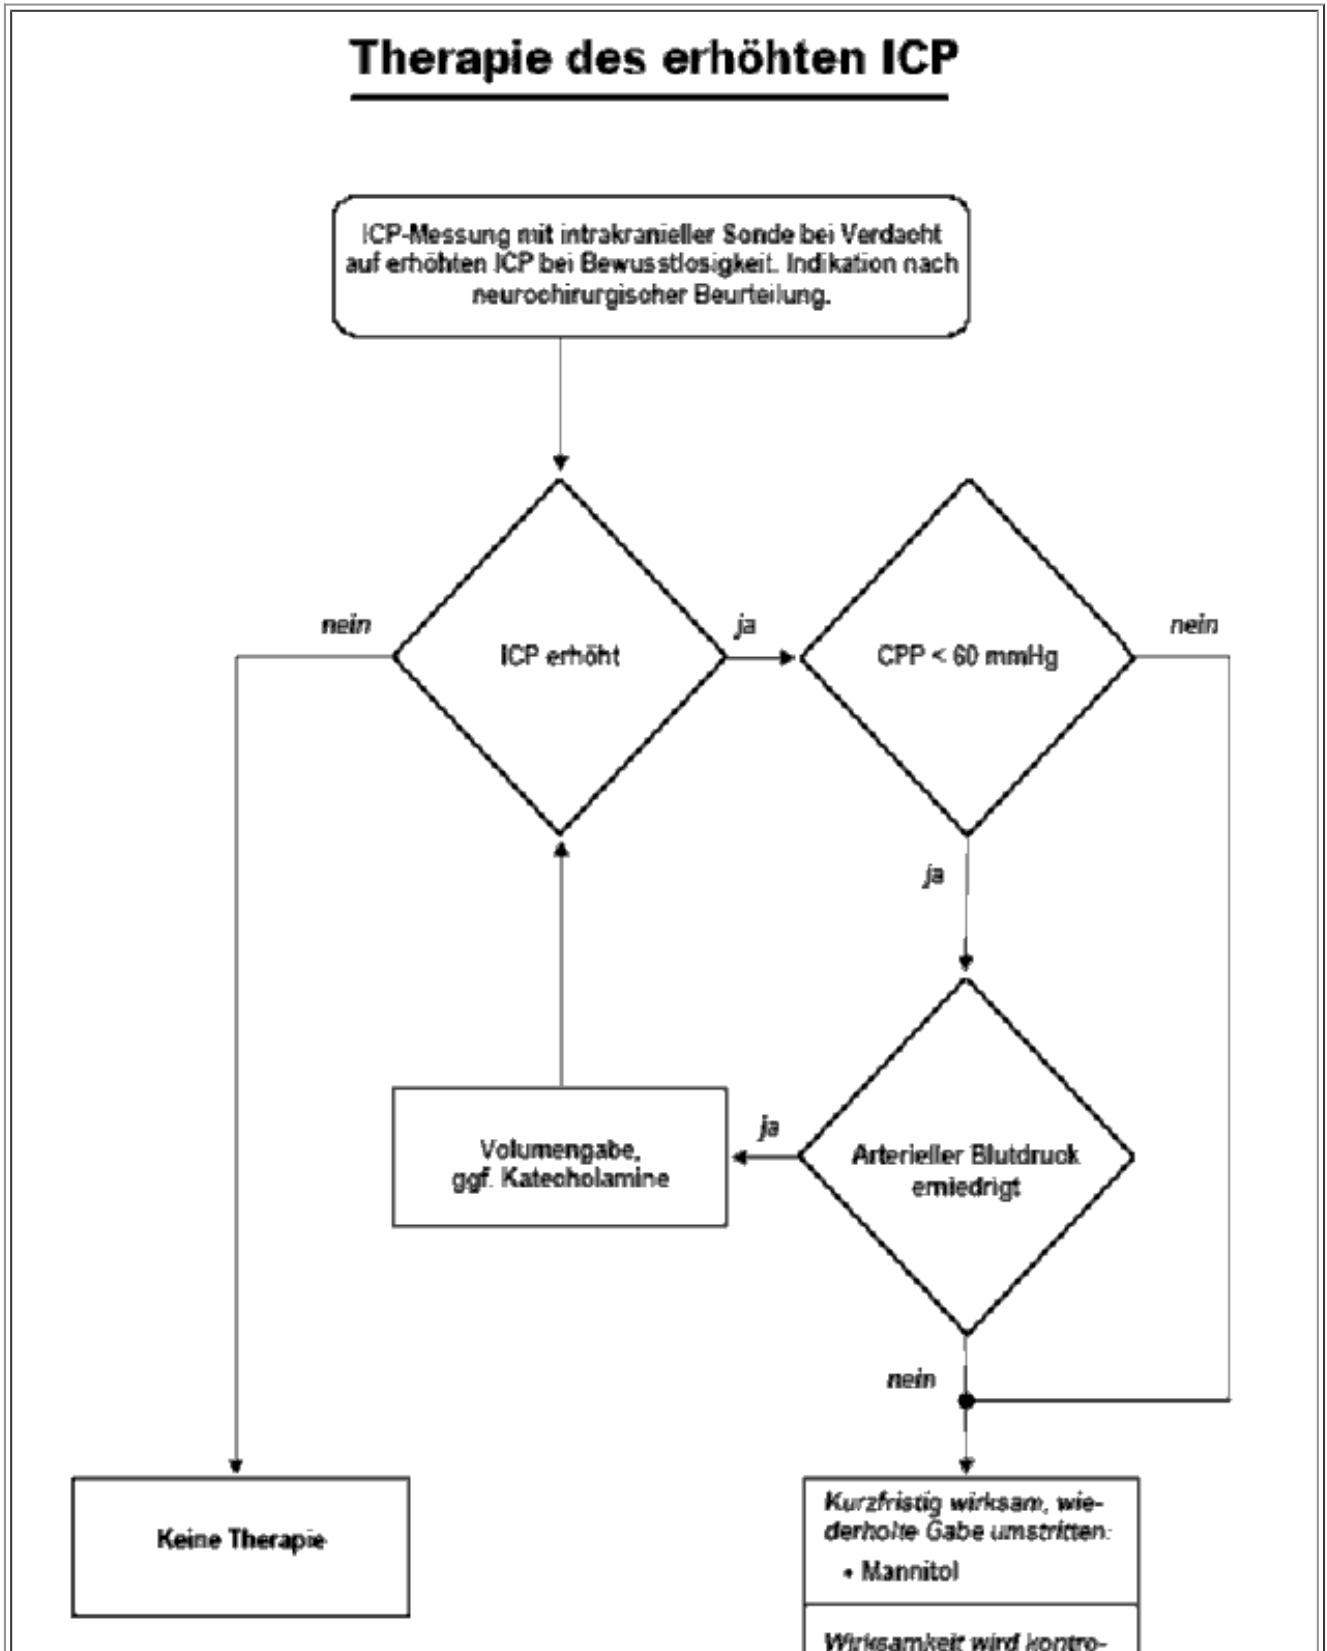 Therapie des erhöhten ICP
ICP-Messung mit intrakranieller Sonde bei Verdacht
auf erhöhten ICP bei Bewusstlosigkeit. Indikation nach
neurochirurgischer Beurteilung.
nein
ICP erhöht
ja
CPP < 60 mmHg
nein
ja
Volumengabe,
ggf. Katecholamine
ja
Arterieller Blutdruck
erniedrigt
nein
Keine Therapie
Kurzfristig wirksam, wie-
derholte Gabe umstritten:
• Mannitol
Wirksamkeit wird kontro-